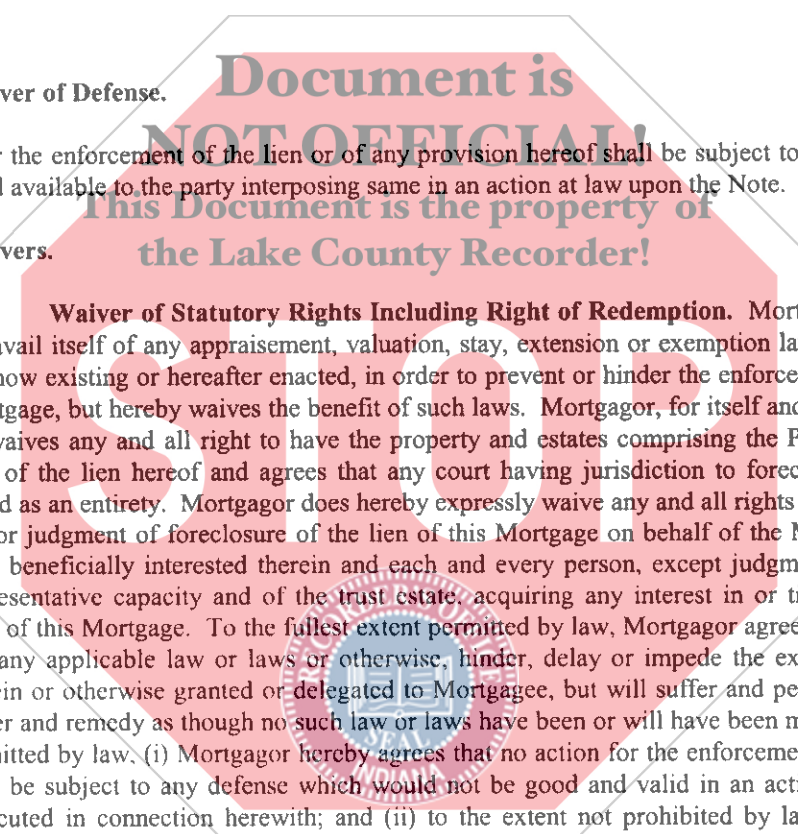 Document is
ver of Defense.
NOT OFFICIAL!
r the enforcement of the lien or of any provision hereof shall be subject to
d available to the party interposing same in an action at law upon the Note.
This Document is the property of
the Lake County Recorder!
vers.
Waiver of Statutory Rights Including Right of Redemption. Mort
avail itself of any appraisement, valuation, stay, extension or exemption la
now existing or hereafter enacted, in order to prevent or hinder the enforce
tgage, but hereby waives the benefit of such laws. Mortgagor, for itself and
waives any and all right to have the property and estates comprising the P
of the lien hereof and agrees that any court having jurisdiction to forec
d as an entirety. Mortgagor does hereby expressly waive any and all rights
or judgment of foreclosure of the lien of this Mortgage on behalf of the M
beneficially interested therein and each and every person, except judgm
esentative capacity and of the trust estate, acquiring any interest in or t
of this Mortgage. To the fullest extent permitted by law, Mortgagor agree
any applicable law or laws or otherwise, hinder, delay or impede the ex
in or otherwise granted or delegated to Mortgagee, but will suffer and pe
er and remedy as though no such law or laws have been or will have been m
itted by law, (i) Mortgagor hereby agrees that no action for the enforceme
be subject to any defense which would not be good and valid in an acti
cuted in connection herewith; and (ii) to the extent not prohibited by la
STOP
RECORDER'S OFFICE
SEAL
INDIANA